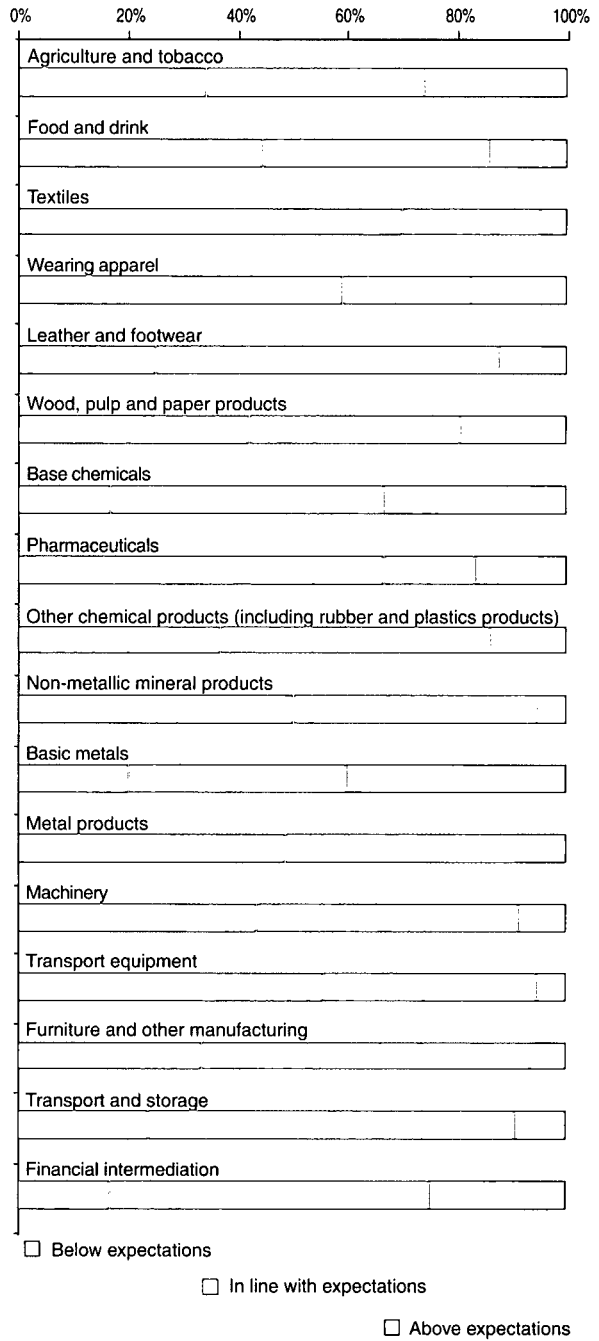 0% 20% 40% 60% 80% 100%
Agriculture and tobacco
Food and drink
Textiles
Wearing apparel
Leather and footwear
Wood, pulp and paper products
Base chemicals
Pharmaceuticals
Other chemical products (including rubber and plastics products)
Non-metallic mineral products
Basic metals
Metal products
Machinery
Transport equipment
Furniture and other manufacturing
Transport and storage
Financial intermediation
Below expectations
In line with expectations
Above expectations